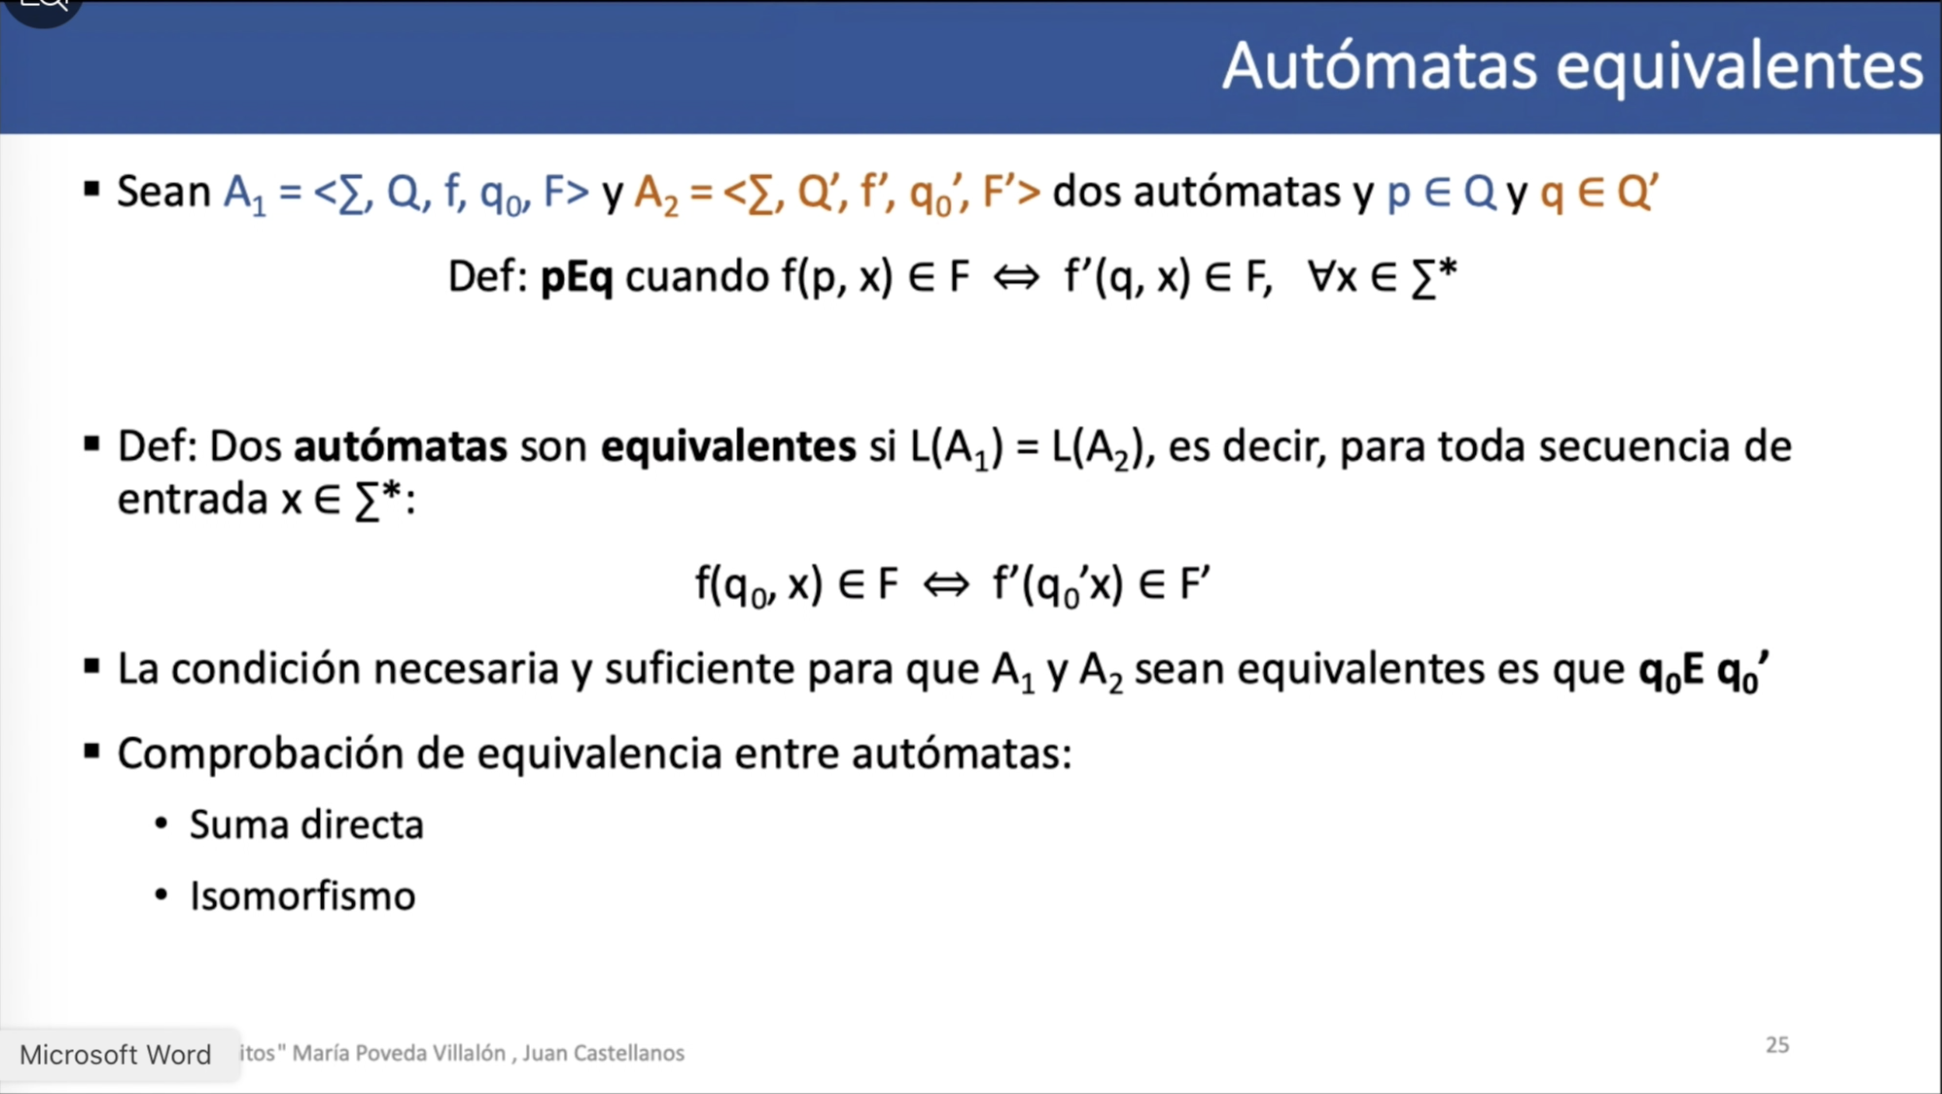 Autómatas equivalentes
▪ Sean A₁ = <∑, Q, f, q₀, F> y A₂ = <∑, Q’, f’, q₀’, F’> dos autómatas y p ∈ Q y q ∈ Q’
Def: pEq cuando f(p, x) ∈ F ⇔ f’(q, x) ∈ F, ∀x ∈ ∑*
▪ Def: Dos autómatas son equivalentes si L(A₁) = L(A₂), es decir, para toda secuencia de
entrada x ∈ ∑*:
f(q₀, x) ∈ F ⇔ f’(q₀’x) ∈ F’
▪ La condición necesaria y suficiente para que A₁ y A₂ sean equivalentes es que q₀E q₀’
▪ Comprobación de equivalencia entre autómatas:
• Suma directa
• Isomorfismo
Microsoft Word itos" María Poveda Villalón , Juan Castellanos
25